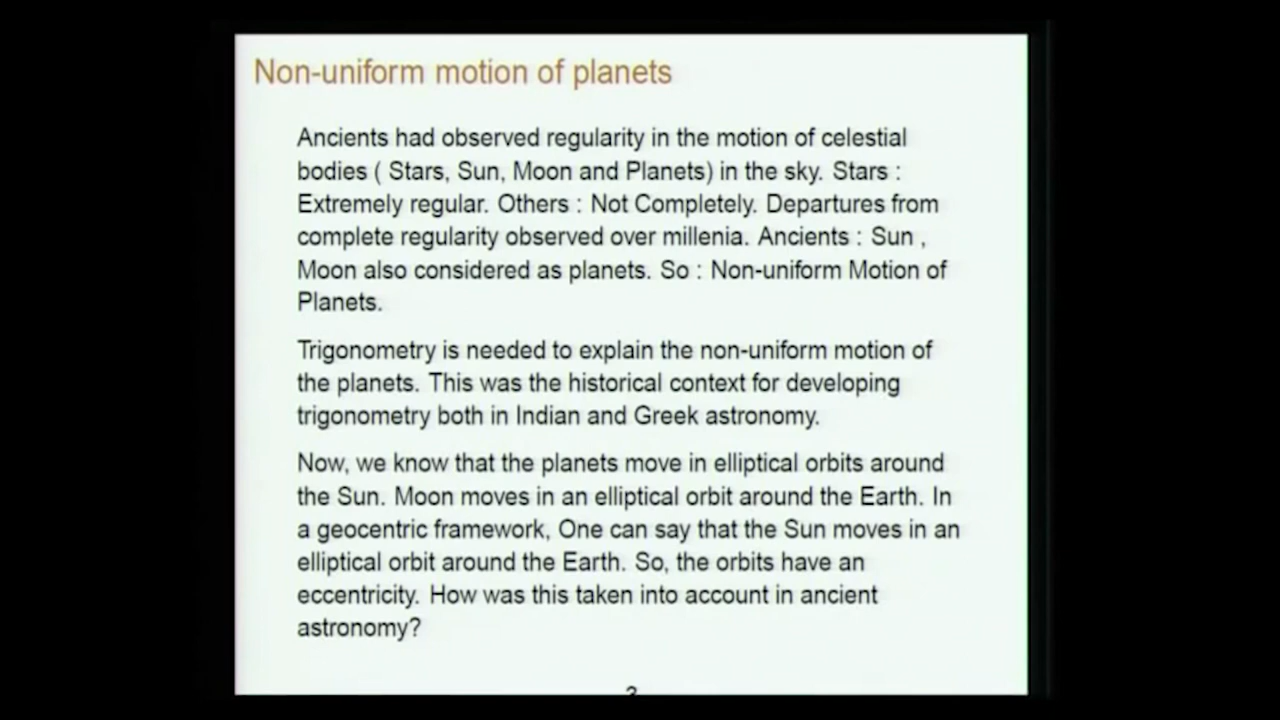 Non-uniform motion of planets
Ancients had observed regularity in the motion of celestial
bodies ( Stars, Sun, Moon and Planets) in the sky. Stars :
Extremely regular. Others : Not Completely. Departures from
complete regularity observed over millenia. Ancients : Sun ,
Moon also considered as planets. So : Non-uniform Motion of
Planets.
Trigonometry is needed to explain the non-uniform motion of
the planets. This was the historical context for developing
trigonometry both in Indian and Greek astronomy.
Now, we know that the planets move in elliptical orbits around
the Sun. Moon moves in an elliptical orbit around the Earth. In
a geocentric framework, One can say that the Sun moves in an
elliptical orbit around the Earth. So, the orbits have an
eccentricity. How was this taken into account in ancient
astronomy?